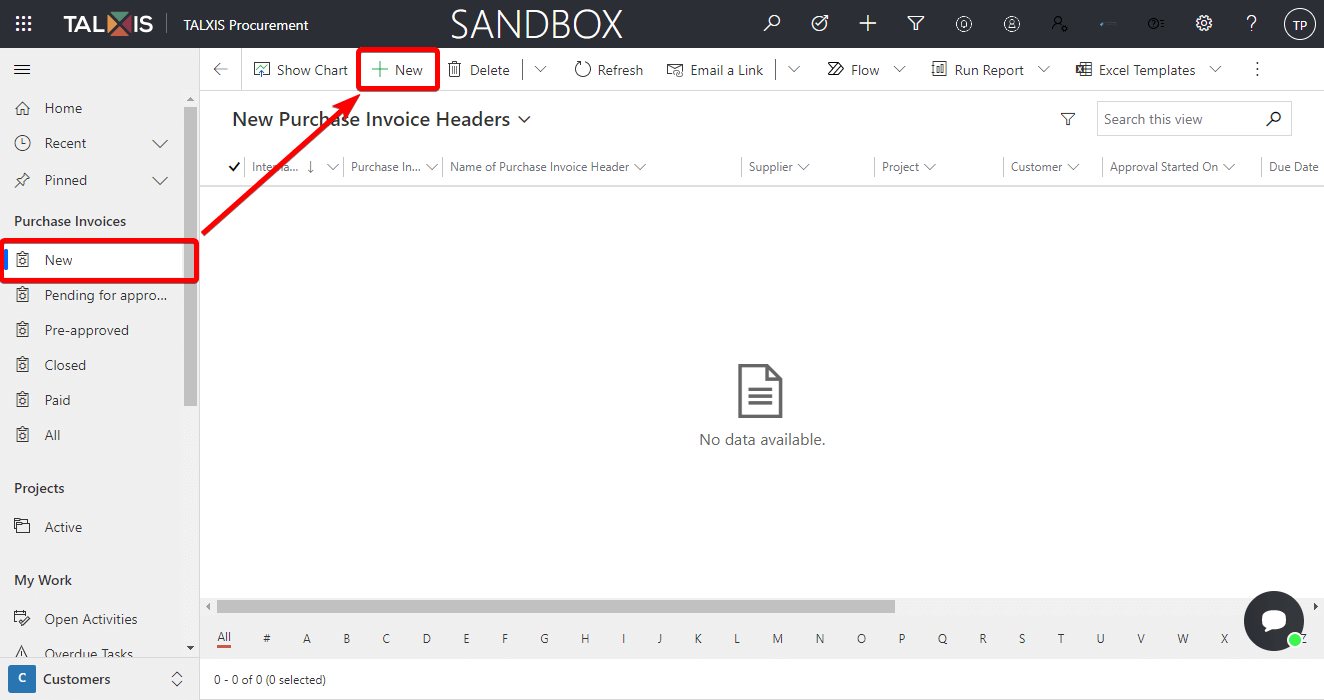 TALXIS
TALXIS Procurement
SANDBOX
TP
Show Chart
New
Delete
Refresh
Email a Link
Flow
Run Report
Excel Templates
Home
Recent
Pinned
Purchase Invoices
New
Pending for appro...
Pre-approved
Closed
Paid
All
Projects
Active
My Work
Open Activities
Overdue Tasks
C Customers
New Purchase Invoice Headers
Search this view
Purchase In...
Name of Purchase Invoice Header
Supplier
Project
Customer
Approval Started On
Due Date
No data available.
All # A B C D E F G H I J K L M N O P Q R S T U V W X Z
0 - 0 of 0 (0 selected)